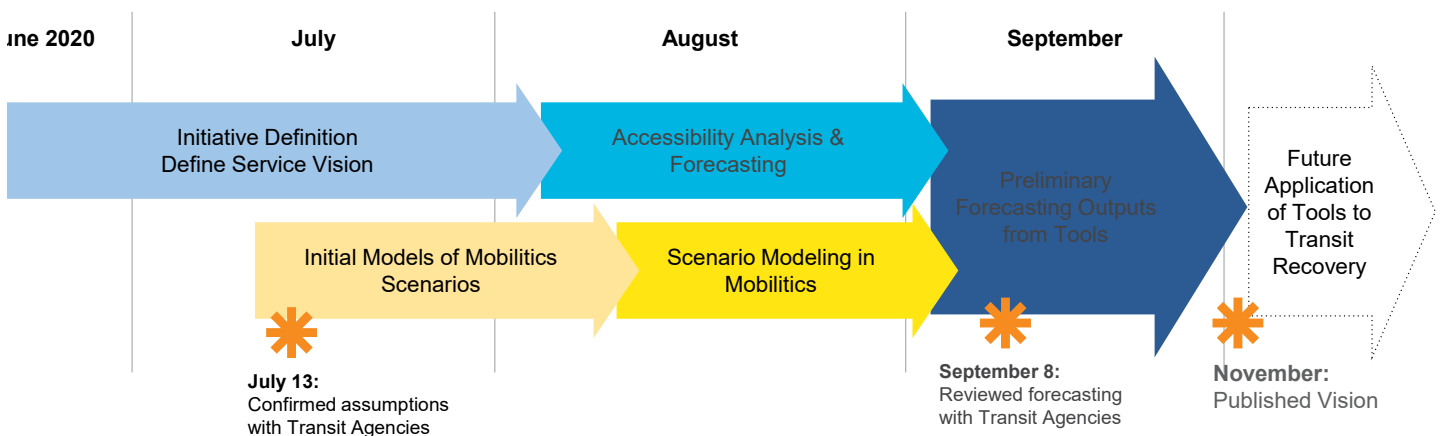 une 2020
July
August
September
Initiative Definition
Define Service Vision
Accessibility Analysis &
Forecasting
Preliminary
Forecasting Outputs
from Tools
Future
Application
of Tools to
Transit
Recovery
Initial Models of Mobilitics
Scenarios
Scenario Modeling in
Mobilitics
July 13:
Confirmed assumptions
with Transit Agencies
September 8:
Reviewed forecasting
with Transit Agencies
November:
Published Vision